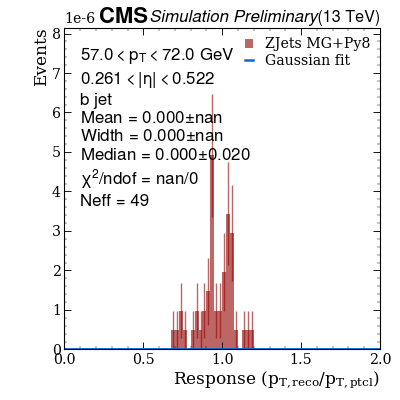 1e-6 CMS Simulation Preliminary (13 TeV)
Events
8
7
6
5
4
3
2
1
0
57.0 < p_T < 72.0 GeV
0.261 < |η| < 0.522
b jet
Mean = 0.000±nan
Width = 0.000±nan
Median = 0.000±0.020
χ²/ndof = nan/0
Neff = 49
ZJets MG+Py8
Gaussian fit
0.0 0.5 1.0 1.5 2.0
Response (p_T,reco/p_T,ptcl)